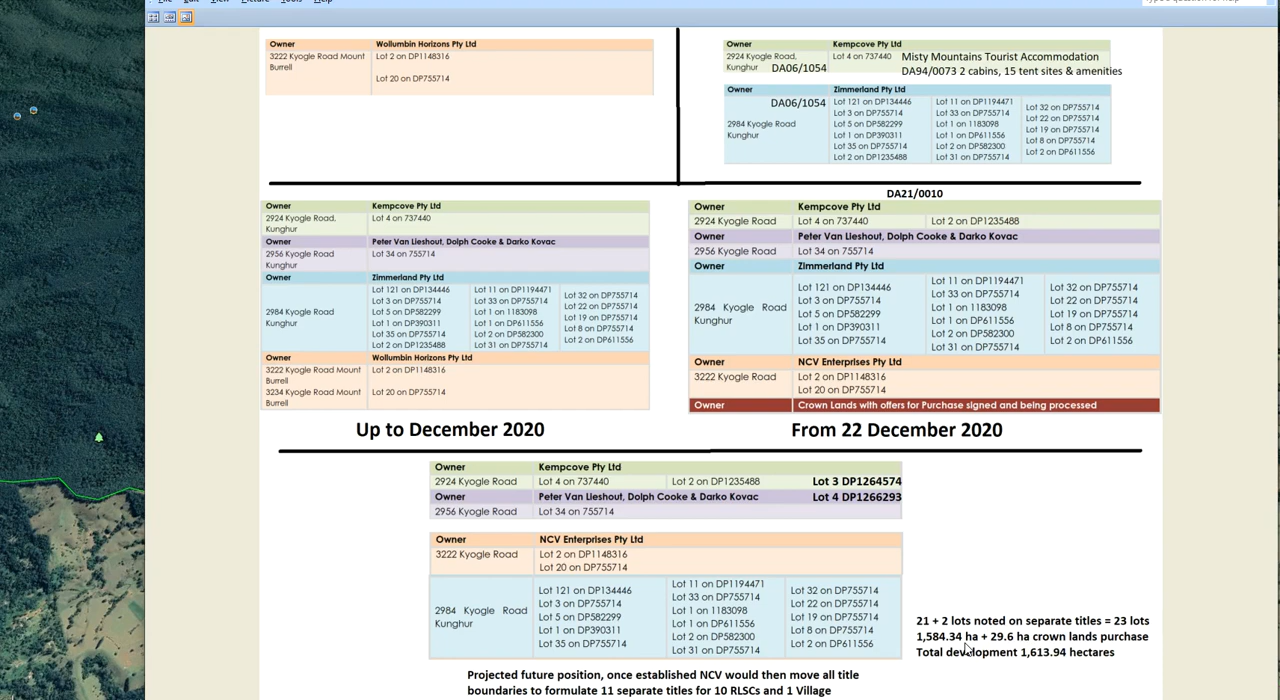 Owner Wollumbin Horizons Pty Ltd
3222 Kyogle Road Mount Lot 2 on DP1148316
Burrell
Lot 20 on DP755714
Owner Kempcove Pty Ltd
2924 Kyogle Road, Lot 4 on 737440 Misty Mountains Tourist Accommodation
Kunghur DA06/1054 DA94/0073 2 cabins, 15 tent sites & amenities
Owner Zimmerland Pty Ltd
DA06/1054 Lot 121 on DP134446 Lot 11 on DP1194471 Lot 32 on DP755714
Lot 3 on DP755714 Lot 33 on DP755714 Lot 22 on DP755714
2984 Kyogle Road Lot 5 on DP582299 Lot 1 on 1183098 Lot 19 on DP755714
Kunghur Lot 1 on DP390311 Lot 1 on DP611556 Lot 8 on DP755714
Lot 35 on DP755714 Lot 2 on DP582300 Lot 2 on DP611556
Lot 2 on DP1235488 Lot 31 on DP755714
Owner Kempcove Pty Ltd
2924 Kyogle Road, Lot 4 on 737440
Kunghur
Owner Peter Van Lieshout, Dolph Cooke & Darko Kovac
2956 Kyogle Road Lot 34 on 755714
Kunghur
Owner Zimmerland Pty Ltd
Lot 121 on DP134446 Lot 11 on DP1194471 Lot 32 on DP755714
Lot 3 on DP755714 Lot 33 on DP755714 Lot 22 on DP755714
2984 Kyogle Road Lot 5 on DP582299 Lot 1 on 1183098 Lot 19 on DP755714
Kunghur Lot 1 on DP390311 Lot 1 on DP611556 Lot 8 on DP755714
Lot 35 on DP755714 Lot 2 on DP582300 Lot 2 on DP611556
Lot 2 on DP1235488 Lot 31 on DP755714
Owner Wollumbin Horizons Pty Ltd
3222 Kyogle Road Mount Lot 2 on DP1148316
Burrell
3234 Kyogle Road Mount Lot 20 on DP755714
Burrell
Up to December 2020
DA21/0010
Owner Kempcove Pty Ltd
2924 Kyogle Road Lot 4 on 737440 Lot 2 on DP1235488
Owner Peter Van Lieshout, Dolph Cooke & Darko Kovac
2956 Kyogle Road Lot 34 on 755714
Owner Zimmerland Pty Ltd
Lot 121 on DP134446 Lot 11 on DP1194471 Lot 32 on DP755714
Lot 3 on DP755714 Lot 33 on DP755714 Lot 22 on DP755714
2984 Kyogle Road Lot 5 on DP582299 Lot 1 on 1183098 Lot 19 on DP755714
Kunghur Lot 1 on DP390311 Lot 1 on DP611556 Lot 8 on DP755714
Lot 35 on DP755714 Lot 2 on DP582300 Lot 2 on DP611556
Lot 31 on DP755714
Owner NCV Enterprises Pty Ltd
3222 Kyogle Road Lot 2 on DP1148316
Lot 20 on DP755714
Owner Crown Lands with offers for Purchase signed and being processed
From 22 December 2020
Owner Kempcove Pty Ltd
2924 Kyogle Road Lot 4 on 737440 Lot 2 on DP1235488 Lot 3 DP1264574
Owner Peter Van Lieshout, Dolph Cooke & Darko Kovac Lot 4 DP1266293
2956 Kyogle Road Lot 34 on 755714
Owner NCV Enterprises Pty Ltd
3222 Kyogle Road Lot 2 on DP1148316
Lot 20 on DP755714
Lot 121 on DP134446 Lot 11 on DP1194471 Lot 32 on DP755714
Lot 3 on DP755714 Lot 33 on DP755714 Lot 22 on DP755714
2984 Kyogle Road Lot 5 on DP582299 Lot 1 on 1183098 Lot 19 on DP755714
Kunghur Lot 1 on DP390311 Lot 1 on DP611556 Lot 8 on DP755714
Lot 35 on DP755714 Lot 2 on DP582300 Lot 2 on DP611556
Lot 31 on DP755714
21 + 2 lots noted on separate titles = 23 lots
1,584.34 ha + 29.6 ha crown lands purchase
Total development 1,613.94 hectares
Projected future position, once established NCV would then move all title
boundaries to formulate 11 separate titles for 10 RLSCs and 1 Village